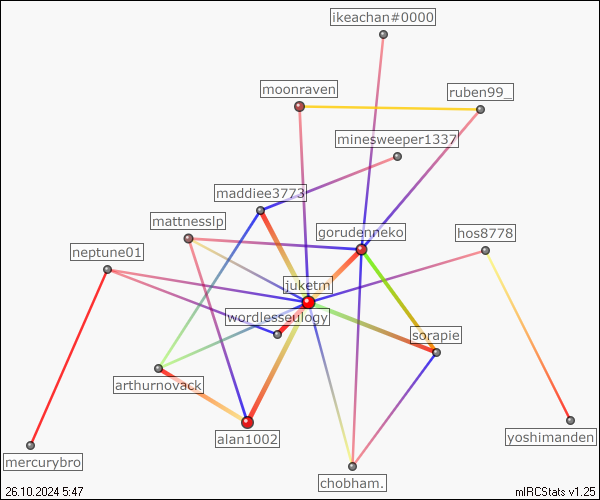 ikeachan#0000
moonraven
ruben99_
minesweeper1337
maddiee3773
mattnesslp
gorudenneko
hos8778
neptune01
juketm
wordlesseulogy
sorapie
arthurnovack
alan1002
yoshimanden
mercurybro
chobham.
26.10.2024 5:47
mIRCStats v1.25